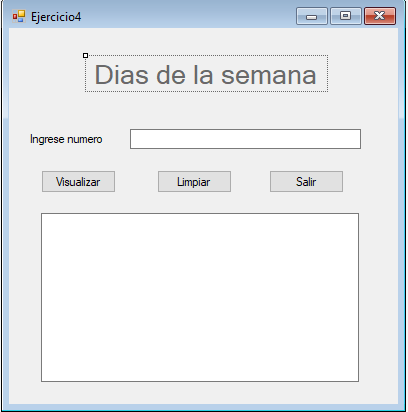 Ejercicio4
Dias de la semana
Ingrese numero
Visualizar Limpiar Salir